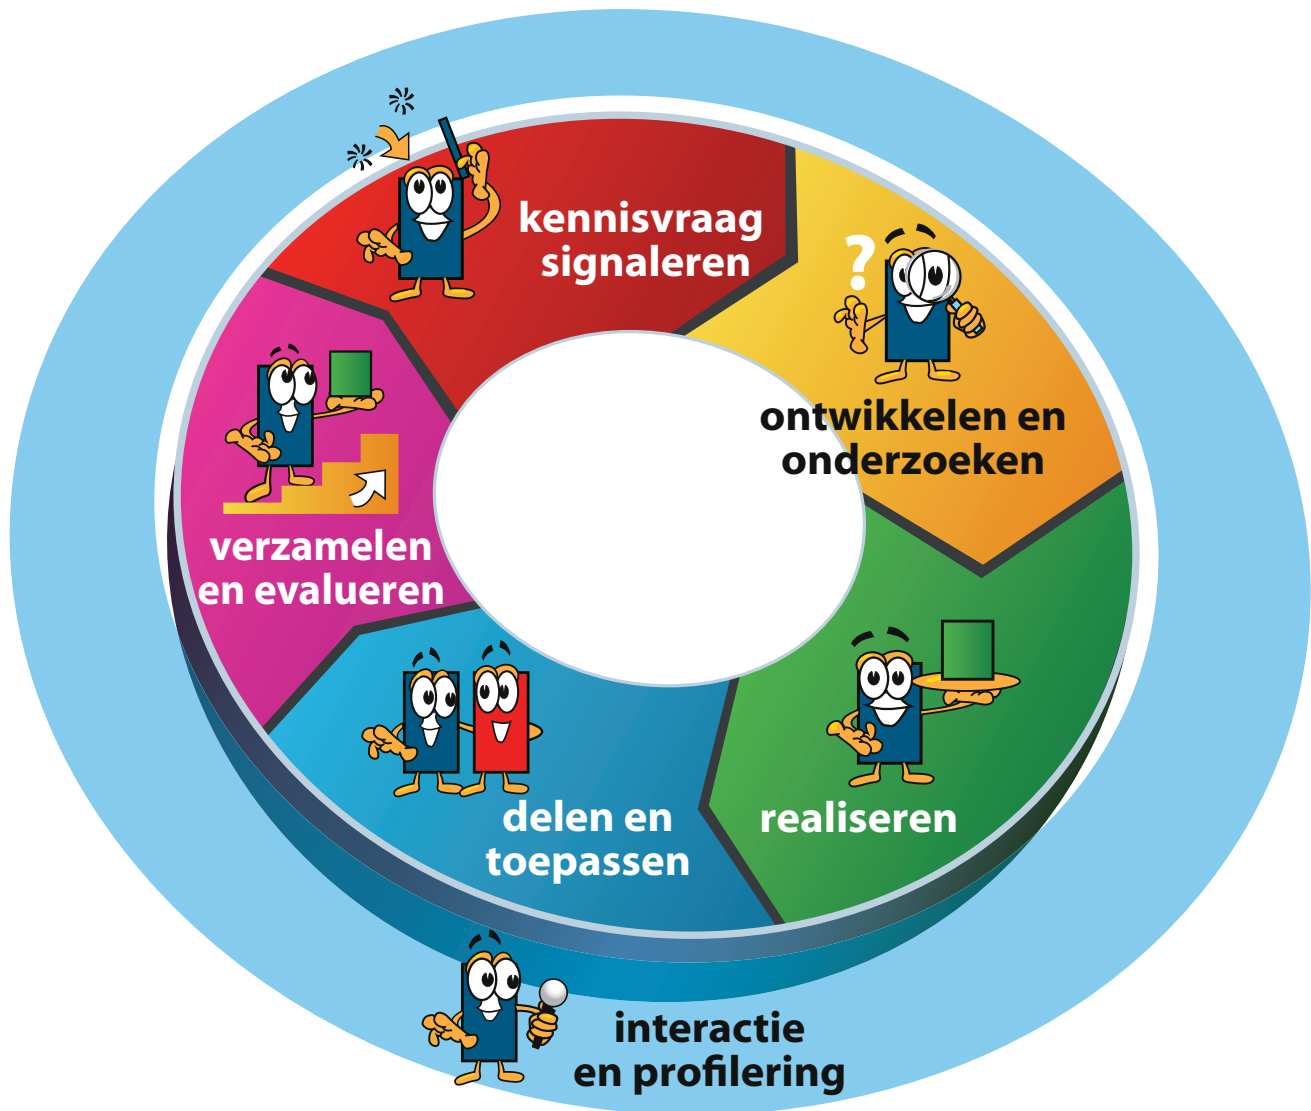 kennisvraag
signaleren
?
ontwikkelen en
onderzoeken
realiseren
delen en
toepassen
verzamelen
en evalueren
interactie
en profilering